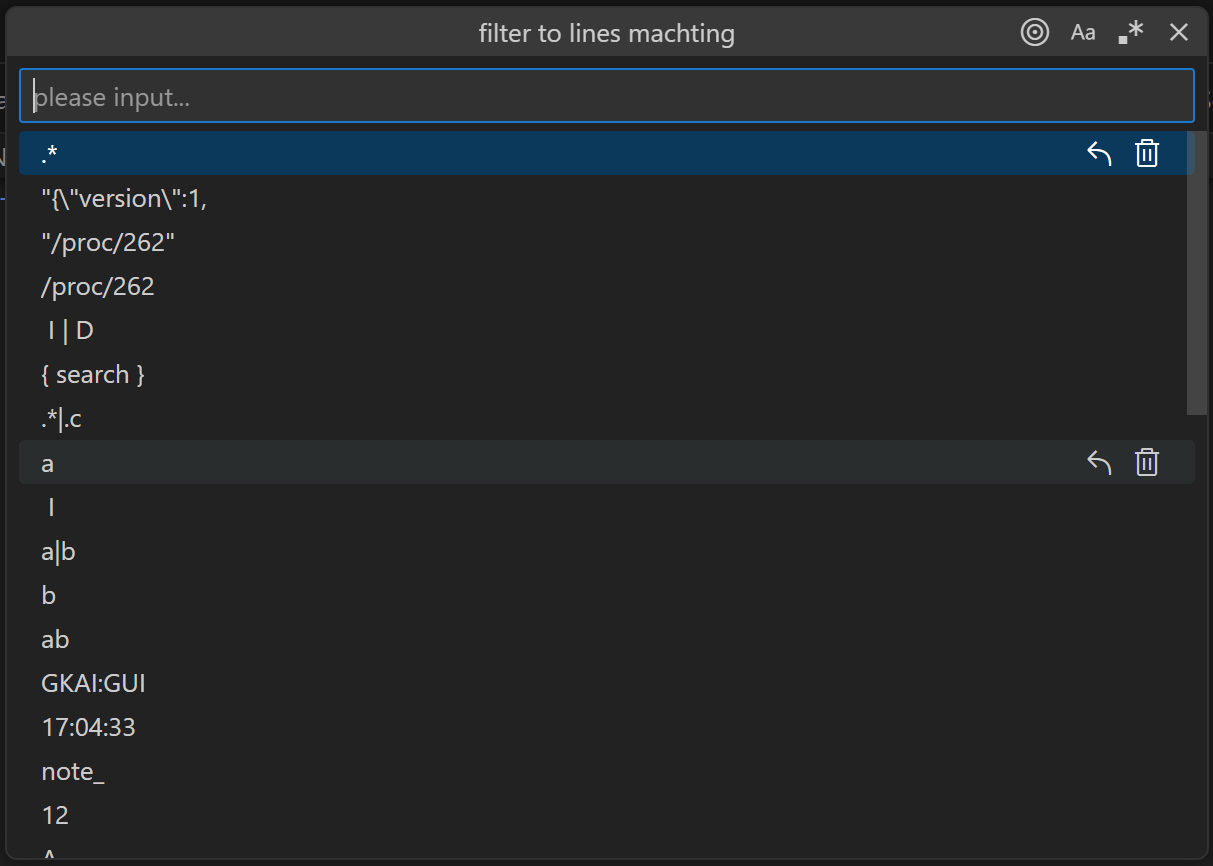 filter to lines machting
Aa
.*
please input...
.*
"{\"version\":1,
"/proc/262"
/proc/262
I | D
{ search }
.*|.c
a
I
a|b
b
ab
GKAI:GUI
17:04:33
note_
12